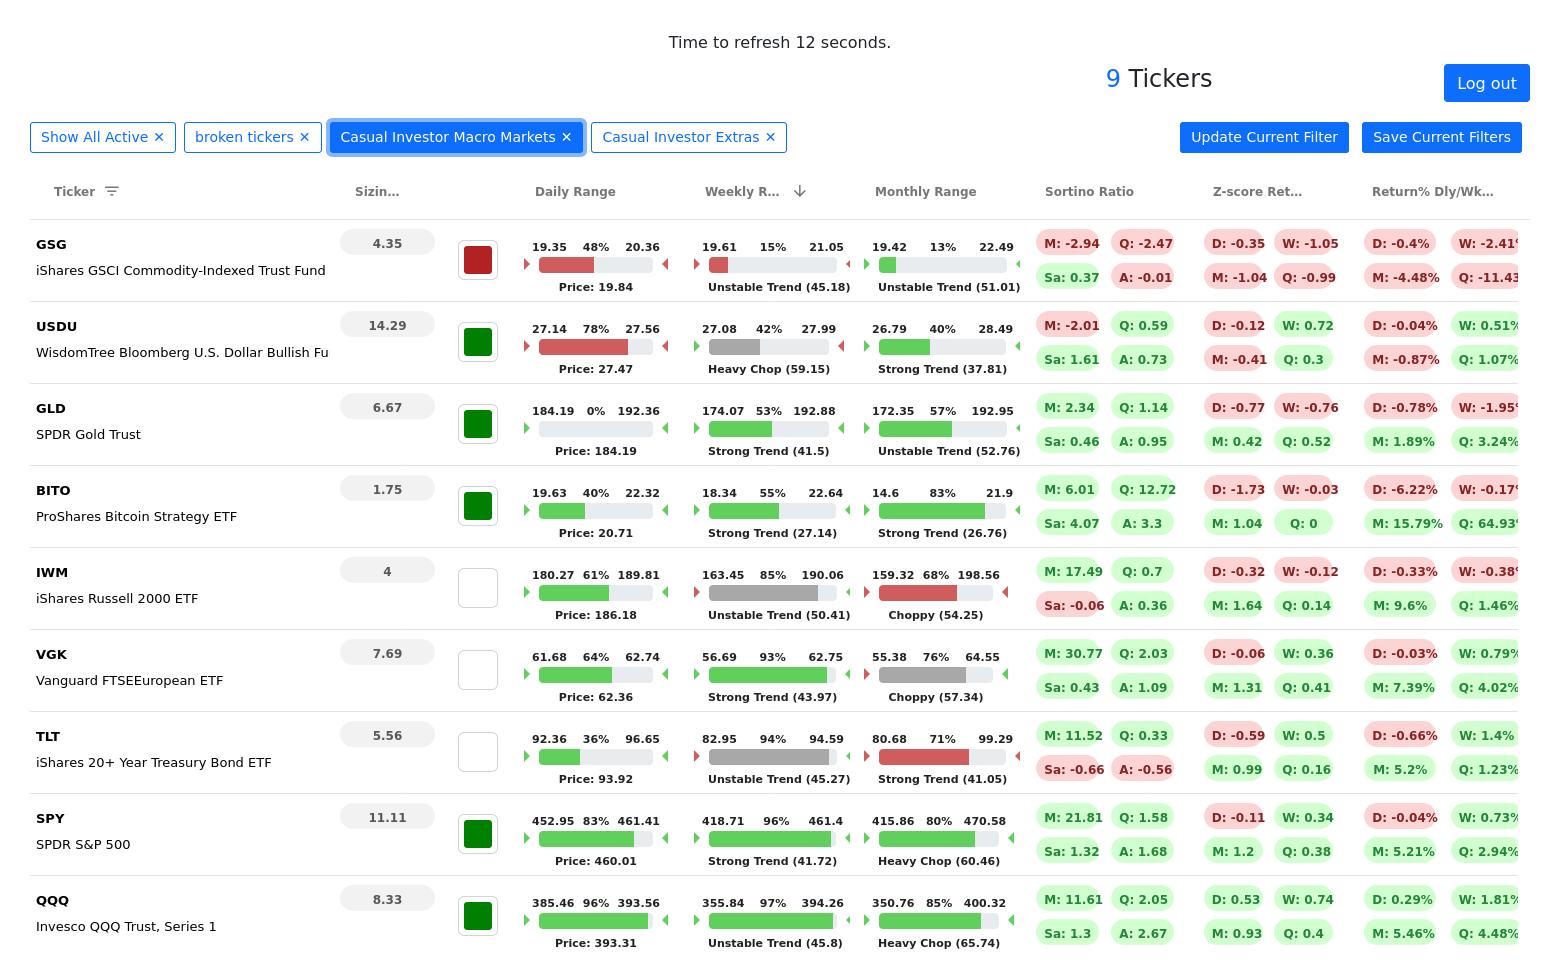 Time to refresh 12 seconds.
9 Tickers
Log out
Show All Active ✕ broken tickers ✕ Casual Investor Macro Markets ✕ Casual Investor Extras ✕ Update Current Filter Save Current Filters
Ticker Sizin... Daily Range Weekly R... Monthly Range Sortino Ratio Z-score Ret... Return% Dly/Wk...
GSG 4.35 19.35 48% 20.36 19.61 15% 21.05 19.42 13% 22.49 M: -2.94 Q: -2.47 D: -0.35 W: -1.05 D: -0.4% W: -2.41%
iShares GSCI Commodity-Indexed Trust Fund Sa: 0.37 A: -0.01 M: -1.04 Q: -0.99 M: -4.48% Q: -11.43
Price: 19.84 Unstable Trend (45.18) Unstable Trend (51.01)
USDU 14.29 27.14 78% 27.56 27.08 42% 27.99 26.79 40% 28.49 M: -2.01 Q: 0.59 D: -0.12 W: 0.72 D: -0.04% W: 0.51%
WisdomTree Bloomberg U.S. Dollar Bullish Fu Sa: 1.61 A: 0.73 M: -0.41 Q: 0.3 M: -0.87% Q: 1.07%
Price: 27.47 Heavy Chop (59.15) Strong Trend (37.81)
GLD 6.67 184.19 0% 192.36 174.07 53% 192.88 172.35 57% 192.95 M: 2.34 Q: 1.14 D: -0.77 W: -0.76 D: -0.78% W: -1.95%
SPDR Gold Trust Sa: 0.46 A: 0.95 M: 0.42 Q: 0.52 M: 1.89% Q: 3.24%
Price: 184.19 Strong Trend (41.5) Unstable Trend (52.76)
BITO 1.75 19.63 40% 22.32 18.34 55% 22.64 14.6 83% 21.9 M: 6.01 Q: 12.72 D: -1.73 W: -0.03 D: -6.22% W: -0.17%
ProShares Bitcoin Strategy ETF Sa: 4.07 A: 3.3 M: 1.04 Q: 0 M: 15.79% Q: 64.93%
Price: 20.71 Strong Trend (27.14) Strong Trend (26.76)
IWM 4 180.27 61% 189.81 163.45 85% 190.06 159.32 68% 198.56 M: 17.49 Q: 0.7 D: -0.32 W: -0.12 D: -0.33% W: -0.38%
iShares Russell 2000 ETF Sa: -0.06 A: 0.36 M: 1.64 Q: 0.14 M: 9.6% Q: 1.46%
Price: 186.18 Unstable Trend (50.41) Choppy (54.25)
VGK 7.69 61.68 64% 62.74 56.69 93% 62.75 55.38 76% 64.55 M: 30.77 Q: 2.03 D: -0.06 W: 0.36 D: -0.03% W: 0.79%
Vanguard FTSEEuropean ETF Sa: 0.43 A: 1.09 M: 1.31 Q: 0.41 M: 7.39% Q: 4.02%
Price: 62.36 Strong Trend (43.97) Choppy (57.34)
TLT 5.56 92.36 36% 96.65 82.95 94% 94.59 80.68 71% 99.29 M: 11.52 Q: 0.33 D: -0.59 W: 0.5 D: -0.66% W: 1.4%
iShares 20+ Year Treasury Bond ETF Sa: -0.66 A: -0.56 M: 0.99 Q: 0.16 M: 5.2% Q: 1.23%
Price: 93.92 Unstable Trend (45.27) Strong Trend (41.05)
SPY 11.11 452.95 83% 461.41 418.71 96% 461.4 415.86 80% 470.58 M: 21.81 Q: 1.58 D: -0.11 W: 0.34 D: -0.04% W: 0.73%
SPDR S&P 500 Sa: 1.32 A: 1.68 M: 1.2 Q: 0.38 M: 5.21% Q: 2.94%
Price: 460.01 Strong Trend (41.72) Heavy Chop (60.46)
QQQ 8.33 385.46 96% 393.56 355.84 97% 394.26 350.76 85% 400.32 M: 11.61 Q: 2.05 D: 0.53 W: 0.74 D: 0.29% W: 1.81%
Invesco QQQ Trust, Series 1 Sa: 1.3 A: 2.67 M: 0.93 Q: 0.4 M: 5.46% Q: 4.48%
Price: 393.31 Unstable Trend (45.8) Heavy Chop (65.74)